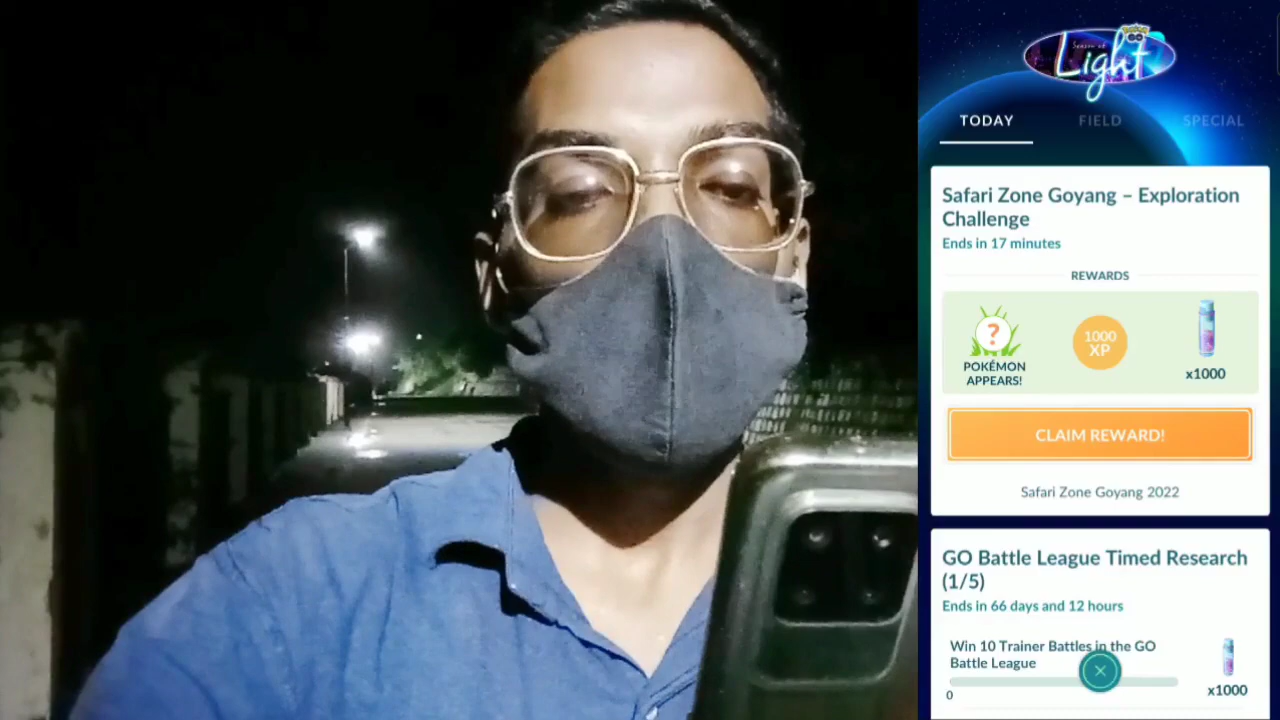 Pokémon GO
Season of
Light
TODAY FIELD SPECIAL
Safari Zone Goyang – Exploration
Challenge
Ends in 17 minutes
REWARDS
?
POKÉMON
APPEARS!
1000
XP
x1000
CLAIM REWARD!
Safari Zone Goyang 2022
GO Battle League Timed Research
(1/5)
Ends in 66 days and 12 hours
Win 10 Trainer Battles in the GO
Battle League
0
x1000